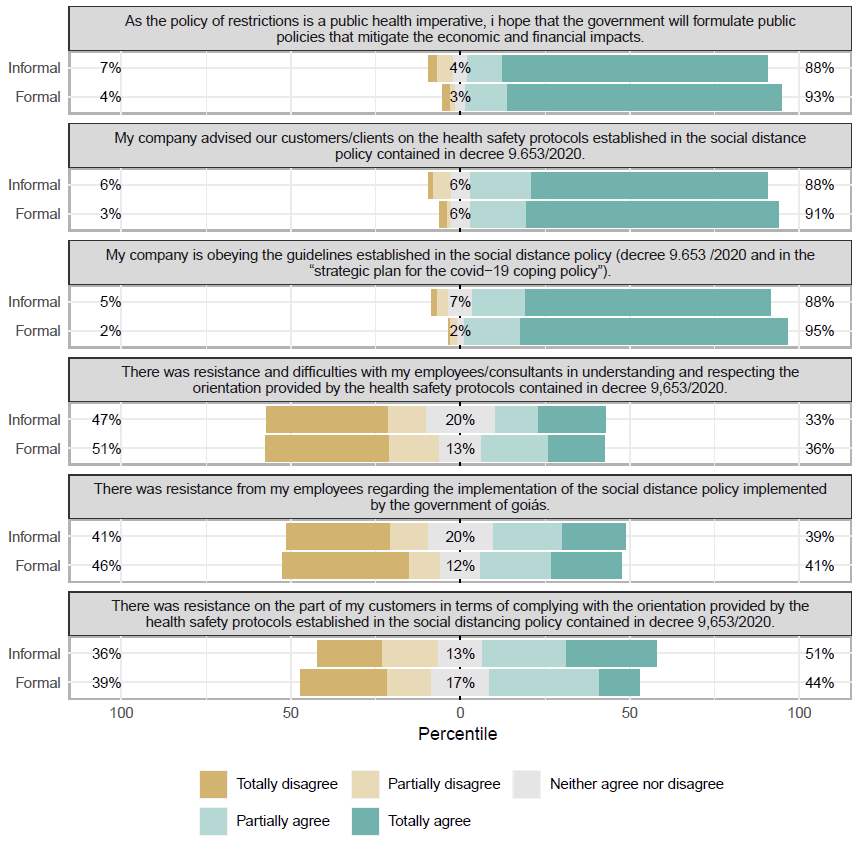 As the policy of restrictions is a public health imperative, i hope that the government will formulate public
policies that mitigate the economic and financial impacts.
Informal 7% 4% 88%
Formal 4% 3% 93%
My company advised our customers/clients on the health safety protocols established in the social distance
policy contained in decree 9.653/2020.
Informal 6% 6% 88%
Formal 3% 6% 91%
My company is obeying the guidelines established in the social distance policy (decree 9.653 /2020 and in the
“strategic plan for the covid−19 coping policy”).
Informal 5% 7% 88%
Formal 2% 2% 95%
There was resistance and difficulties with my employees/consultants in understanding and respecting the
orientation provided by the health safety protocols contained in decree 9,653/2020.
Informal 47% 20% 33%
Formal 51% 13% 36%
There was resistance from my employees regarding the implementation of the social distance policy implemented
by the government of goiás.
Informal 41% 20% 39%
Formal 46% 12% 41%
There was resistance on the part of my customers in terms of complying with the orientation provided by the
health safety protocols established in the social distancing policy contained in decree 9,653/2020.
Informal 36% 13% 51%
Formal 39% 17% 44%
100 50 0 50 100
Percentile
Totally disagree Partially disagree Neither agree nor disagree
Partially agree Totally agree